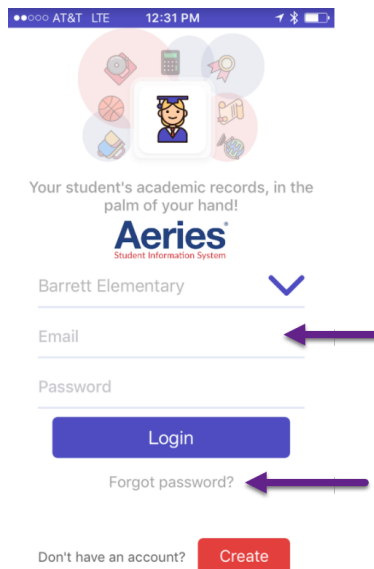 AT&T LTE 12:31 PM
Your student's academic records, in the
palm of your hand!
Aeries®
Student Information System
Barrett Elementary
Email
Password
Login
Forgot password?
Don't have an account? Create